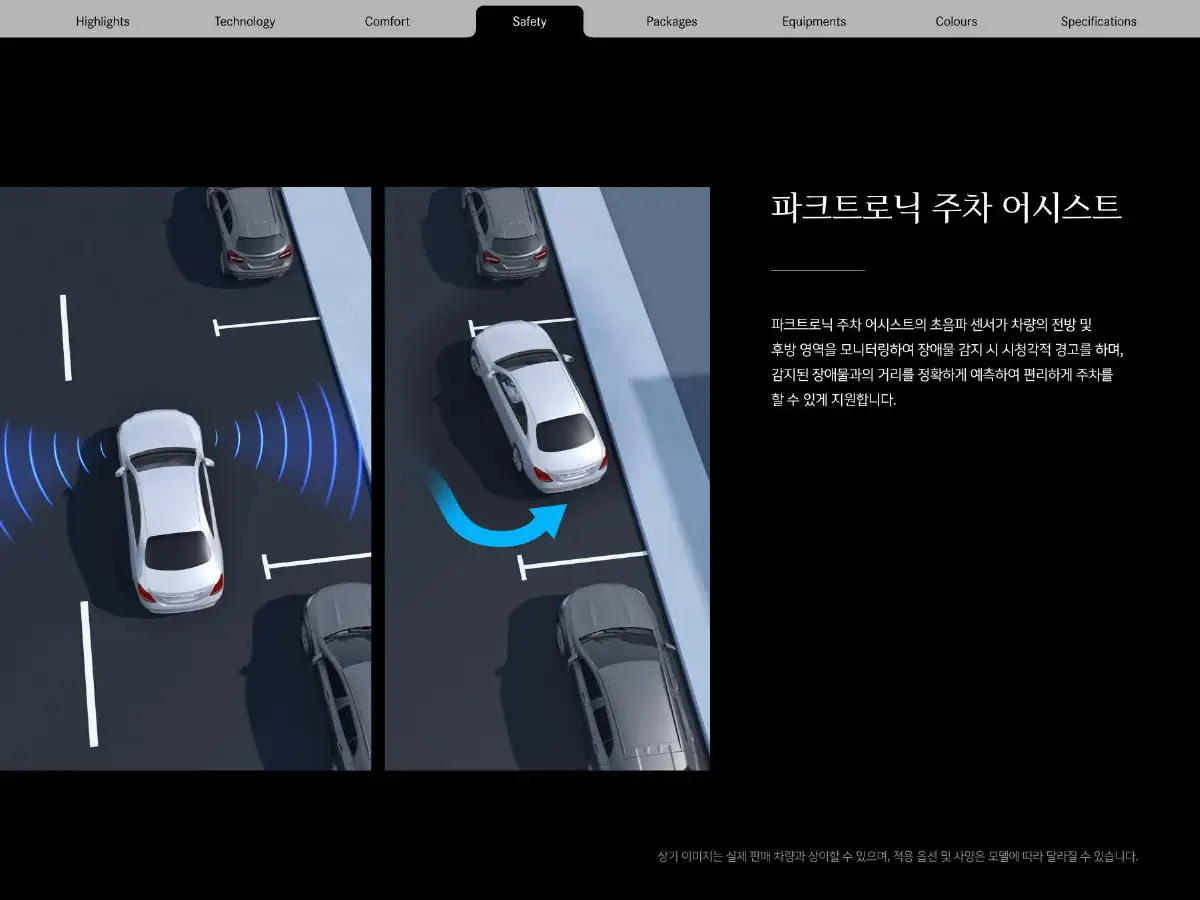 Highlights
Technology
Comfort
Safety
Packages
Equipments
Colours
Specifications
파크트로닉 주차 어시스트
파크트로닉 주차 어시스트의 초음파 센서가 차량의 전방 및
후방 영역을 모니터링하여 장애물 감지 시 시청각적 경고를 하며,
감지된 장애물과의 거리를 정확하게 예측하여 편리하게 주차를
할 수 있게 지원합니다.
상기 이미지는 실제 판매 차량과 상이할 수 있으며, 적용 옵션 및 사양은 모델에 따라 달라질 수 있습니다.